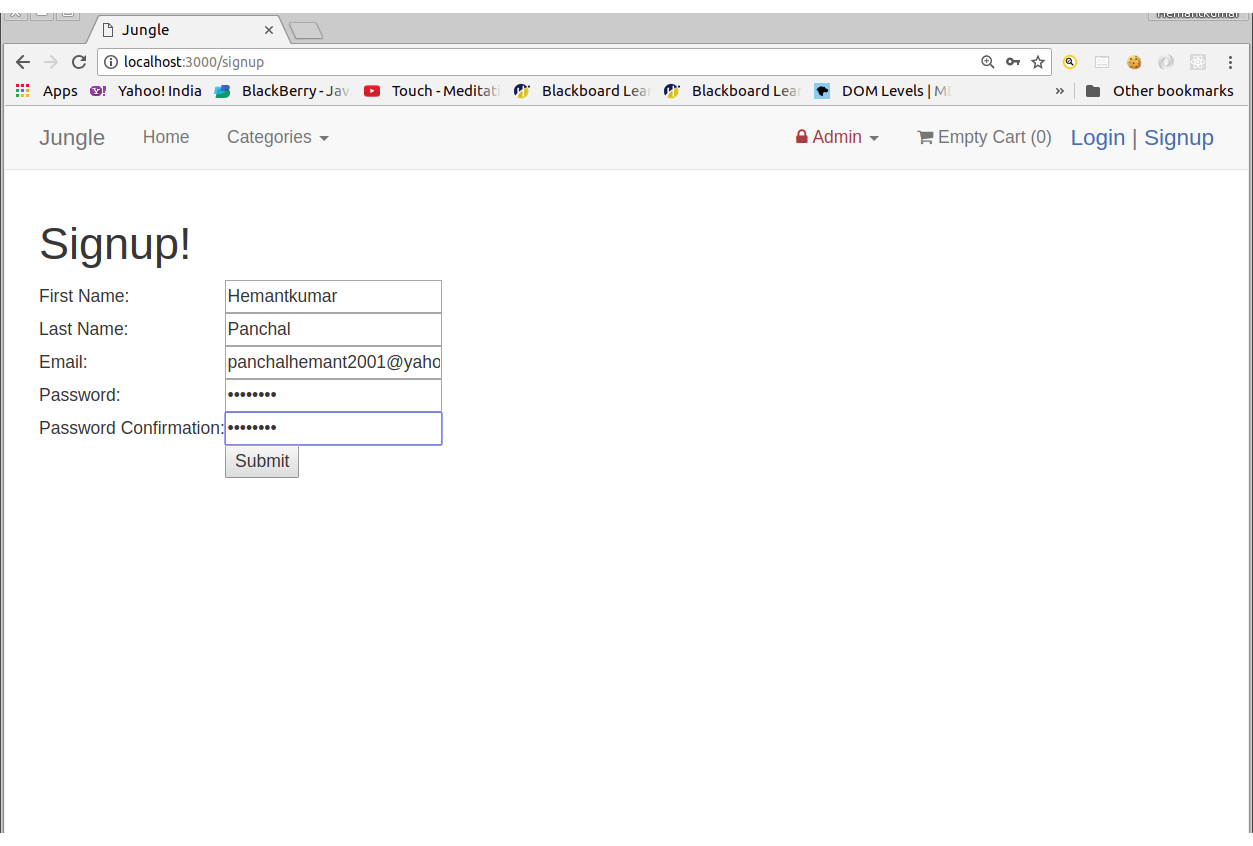 Hemantkumar
Jungle
localhost:3000/signup
Apps Yahoo! India BlackBerry - Jav Touch - Meditati Blackboard Lear Blackboard Lear DOM Levels | M » Other bookmarks
Jungle Home Categories Admin Empty Cart (0) Login | Signup
Signup!
First Name: Hemantkumar
Last Name: Panchal
Email: panchalhemant2001@yaho
Password: ••••••••
Password Confirmation: ••••••••
Submit